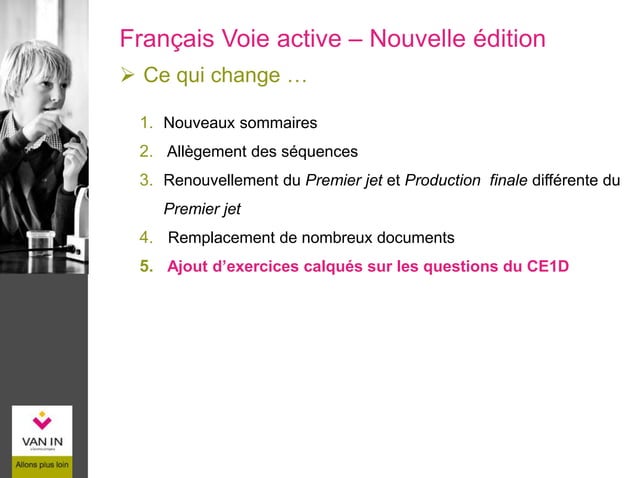 Français Voie active – Nouvelle édition
➢ Ce qui change …
1. Nouveaux sommaires
2. Allègement des séquences
3. Renouvellement du Premier jet et Production finale différente du
Premier jet
4. Remplacement de nombreux documents
5. Ajout d’exercices calqués sur les questions du CE1D
VAN IN
Allons plus loin